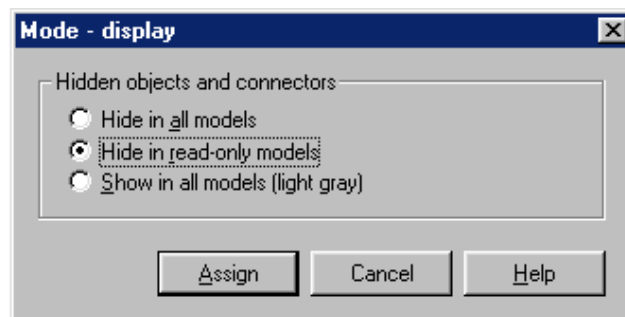 Mode - display
Hidden objects and connectors
Hide in all models
Hide in read-only models
Show in all models (light gray)
Assign Cancel Help